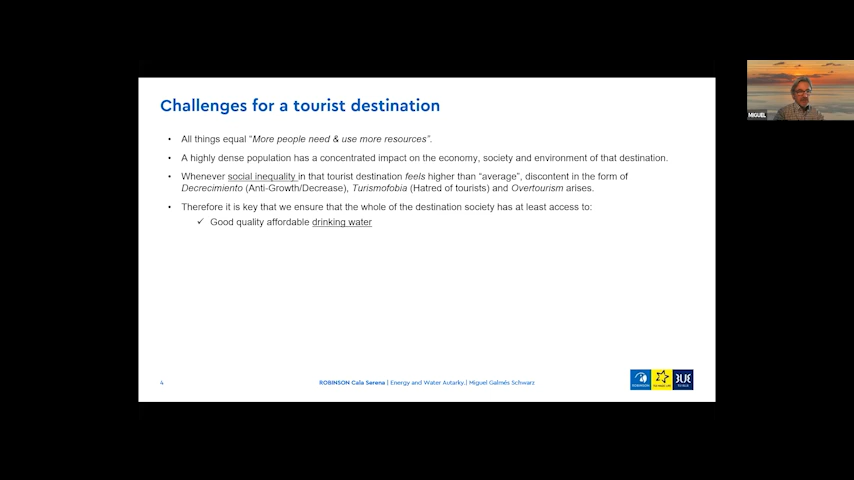 Challenges for a tourist destination
• All things equal "More people need & use more resources".
• A highly dense population has a concentrated impact on the economy, society and environment of that destination.
• Whenever social inequality in that tourist destination feels higher than "average", discontent in the form of
Decrecimiento (Anti-Growth/Decrease), Turismofobia (Hatred of tourists) and Overtourism arises.
• Therefore it is key that we ensure that the whole of the destination society has at least access to:
✓ Good quality affordable drinking water
MIGUEL
4
ROBINSON Cala Serena | Energy and Water Autarky.| Miguel Galmés Schwarz
ROBINSON
BUE